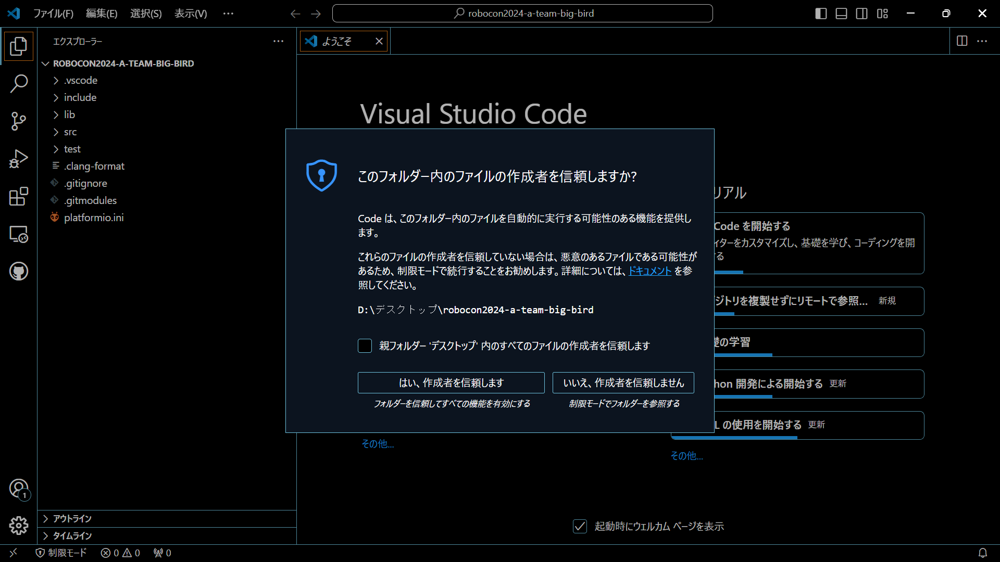 ファイル(F) 編集(E) 選択(S) 表示(V) ···
robocon2024-a-team-big-bird
エクスプローラー
ROBOCON2024-A-TEAM-BIG-BIRD
.vscode
include
lib
src
test
.clang-format
.gitignore
.gitmodules
platformio.ini
アウトライン
タイムライン
ようこそ
Visual Studio Code
このフォルダー内のファイルの作成者を信頼しますか?
Code は、このフォルダー内のファイルを自動的に実行する可能性のある機能を提供し
ます。
これらのファイルの作成者を信頼していない場合は、悪意のあるファイルである可能性が
あるため、制限モードで続行することをお勧めします。詳細については、ドキュメント を参
照してください。
D:\デスクトップ\robocon2024-a-team-big-bird
親フォルダー 'デスクトップ' 内のすべてのファイルの作成者を信頼します
はい、作成者を信頼します
フォルダーを信頼してすべての機能を有効にする
いいえ、作成者を信頼しません
制限モードでフォルダーを参照する
リアル
Code を開始する
イターをカスタマイズし、基礎を学び、コーディングを開
る
ジトリを複製せずにリモートで参照... 新規
礎の学習
hon 開発による開始する 更新
L の使用を開始する 更新
その他...
その他...
起動時にウェルカム ページを表示
1
制限モード 0 0 0